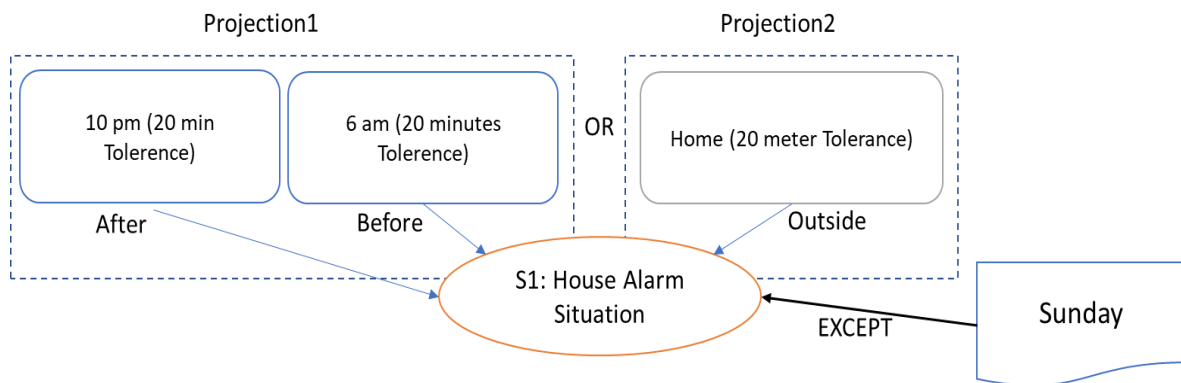 Projection1
Projection2
10 pm (20 min
Tolerence)
6 am (20 minutes
Tolerence)
OR
Home (20 meter Tolerance)
After
Before
Outside
S1: House Alarm
Situation
EXCEPT
Sunday